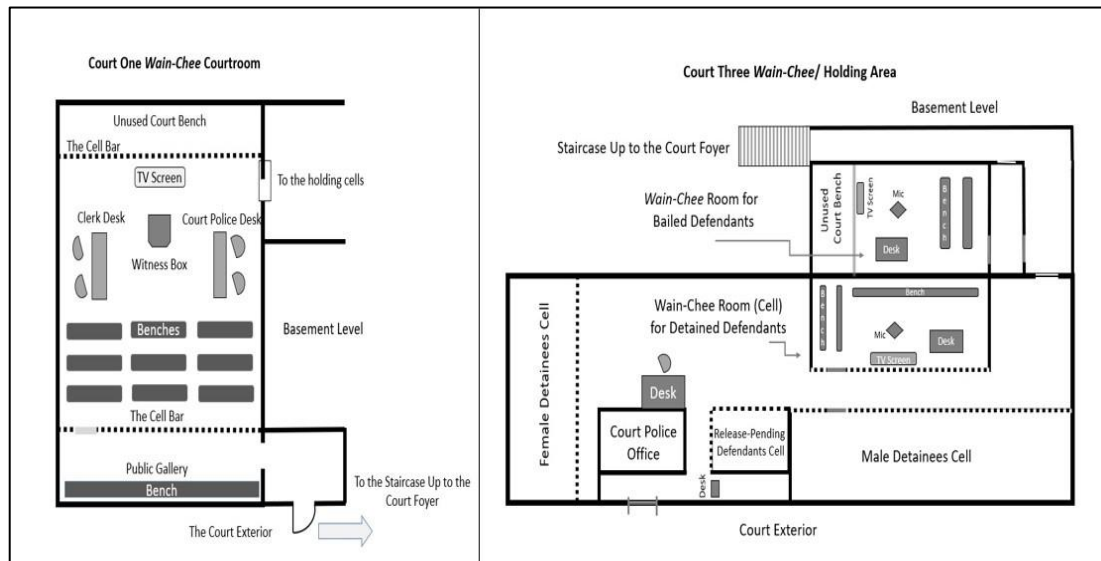 Court One Wain-Chee Courtroom
Unused Court Bench
The Cell Bar
TV Screen
To the holding cells
Clerk Desk
Court Police Desk
Witness Box
Benches
Basement Level
The Cell Bar
Public Gallery
Bench
To the Staircase Up to the
Court Foyer
The Court Exterior
Court Three Wain-Chee/ Holding Area
Basement Level
Staircase Up to the Court Foyer
Wain-Chee Room for
Bailed Defendants
Unused
Court Bench
TV Screen
Mic
Bench
Desk
Wain-Chee Room (Cell)
for Detained Defendants
Bench
Bench
Mic
Desk
TV Screen
Female Detainees Cell
Desk
Court Police
Office
Release-Pending
Defendants Cell
Desk
Male Detainees Cell
Court Exterior